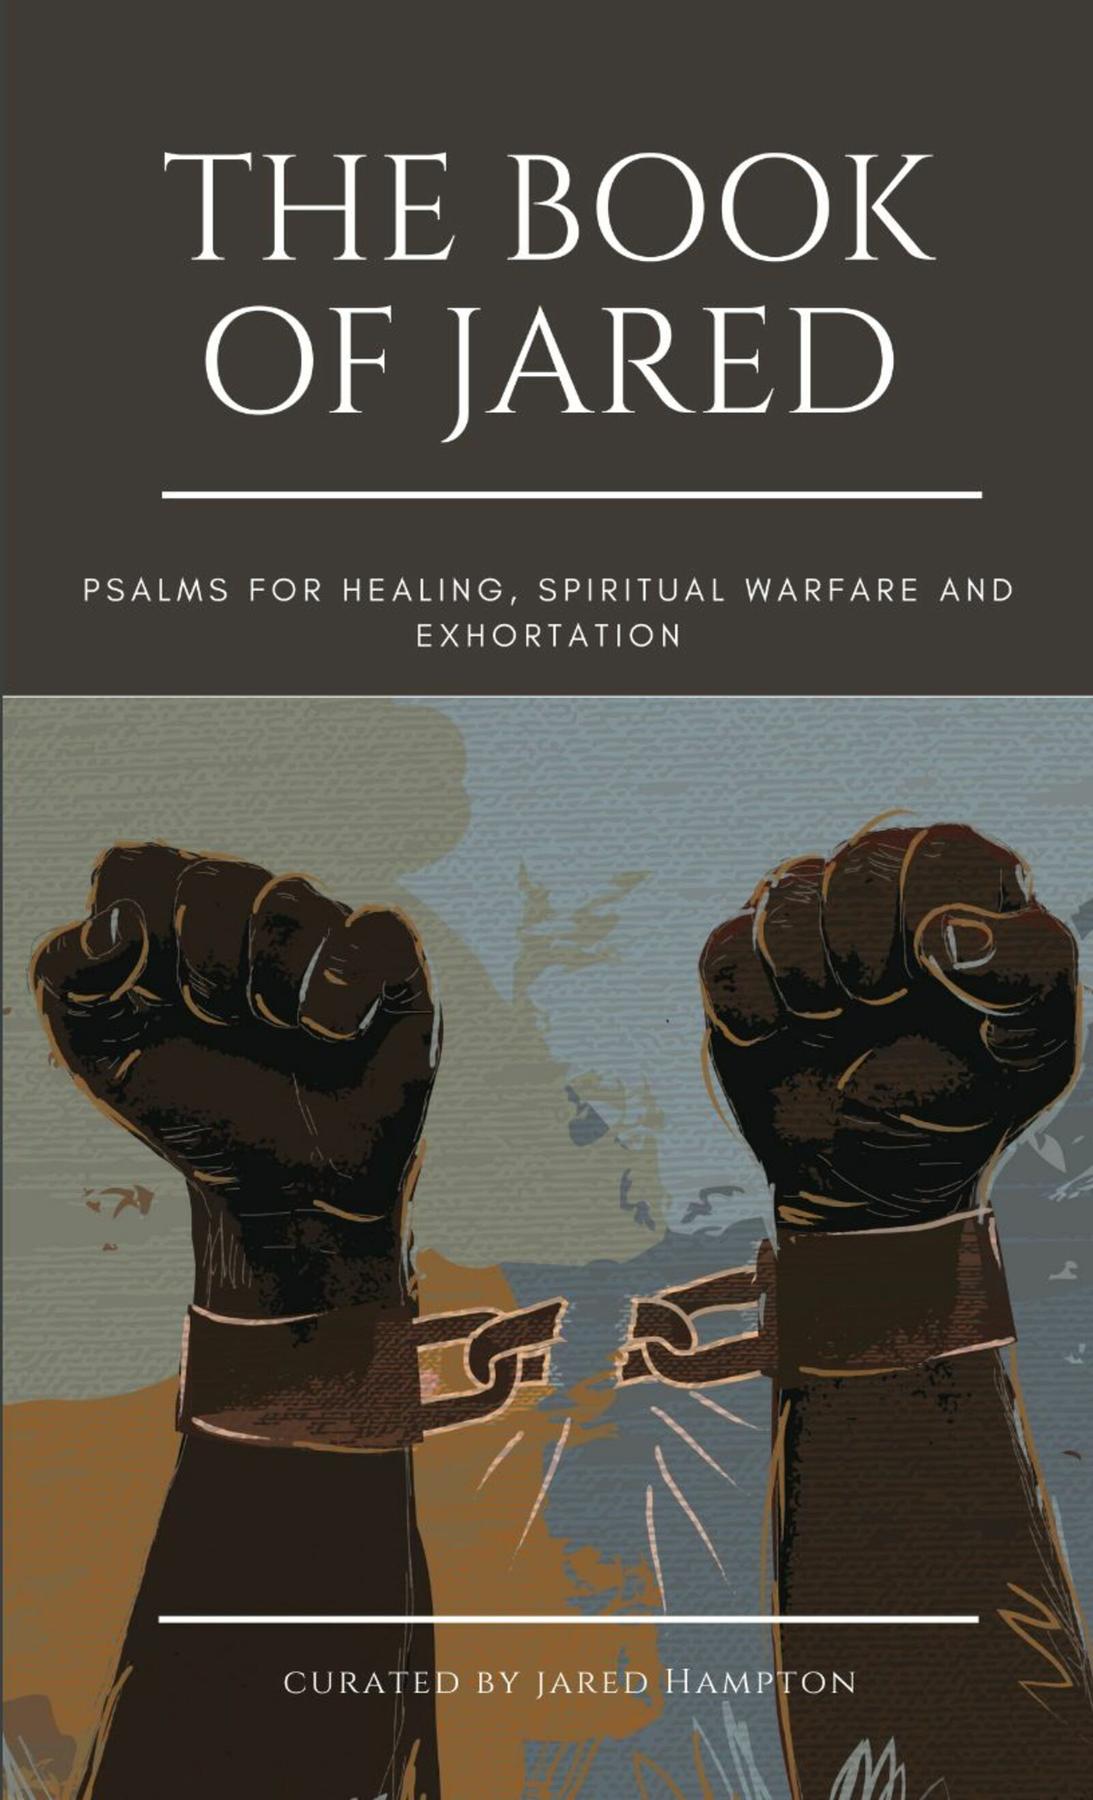 THE BOOK
OF JARED
PSALMS FOR HEALING, SPIRITUAL WARFARE AND
EXHORTATION
CURATED BY JARED HAMPTON